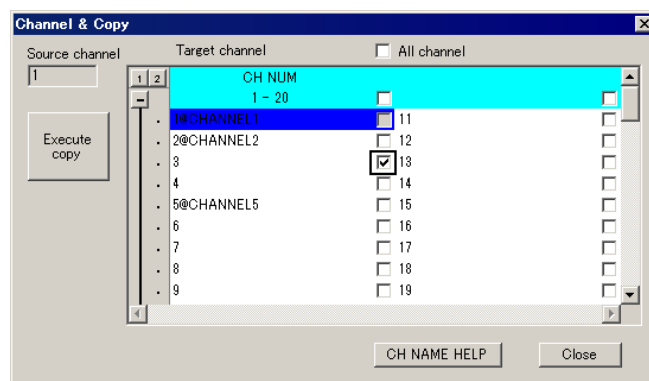 Channel & Copy
Source channel
Target channel
All channel
1
1 2
CH NUM
1 - 20
1@CHANNEL1 11
2@CHANNEL2 12
3 13
4 14
5@CHANNEL5 15
6 16
7 17
8 18
9 19
Execute
copy
CH NAME HELP
Close